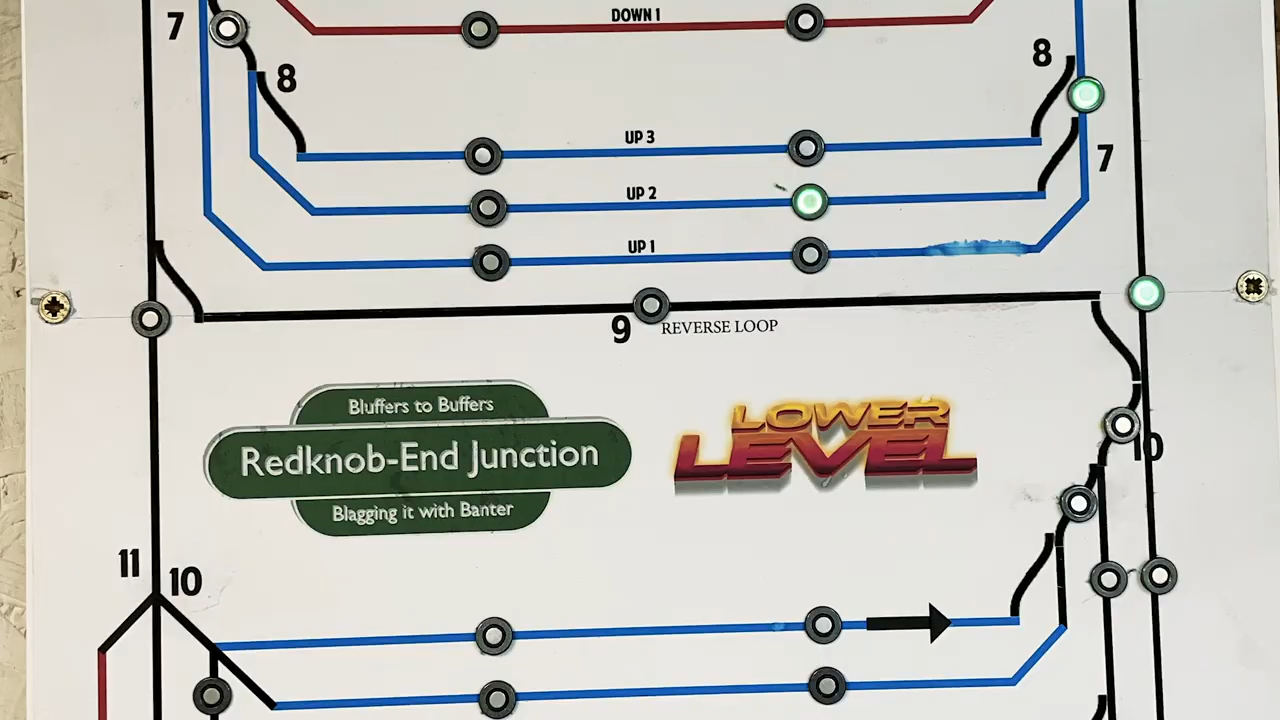 DOWN 1
7
8
8
UP 3
7
UP 2
UP 1
9
REVERSE LOOP
Bluffers to Buffers
Redknob-End Junction
Blagging it with Banter
LOWER
LEVEL
10
11
10